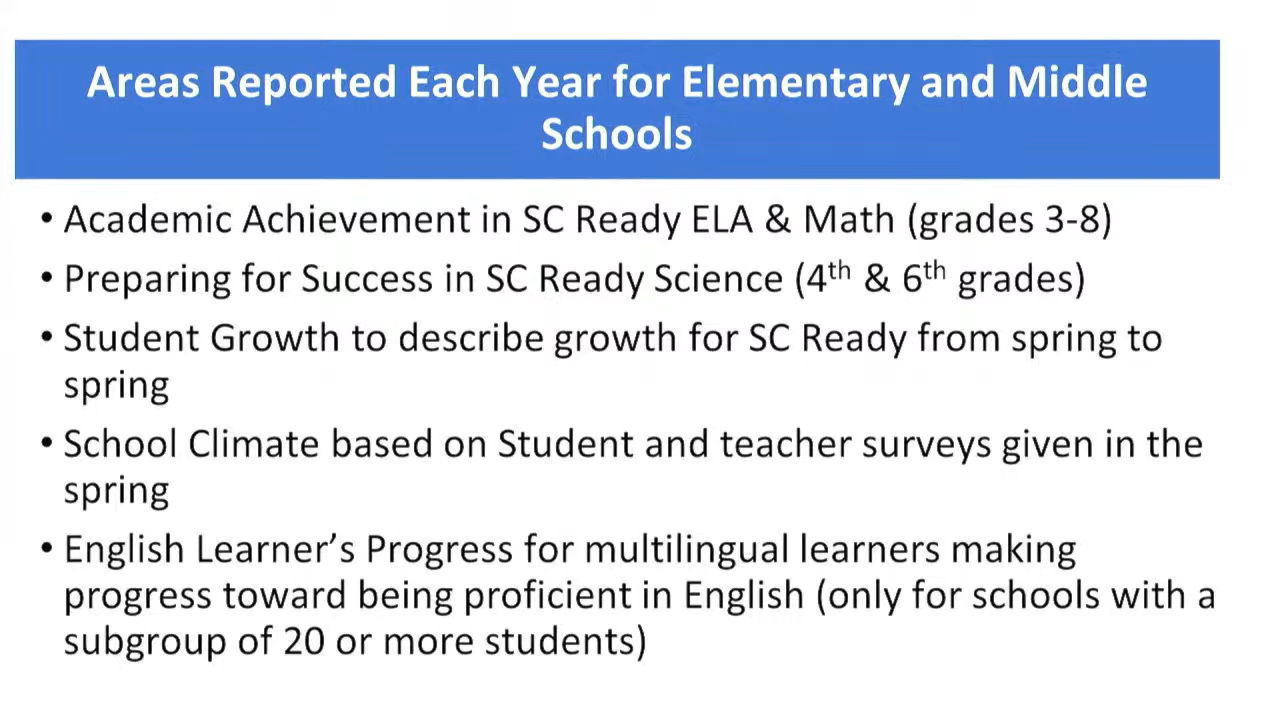 Areas Reported Each Year for Elementary and Middle
Schools
• Academic Achievement in SC Ready ELA & Math (grades 3-8)
• Preparing for Success in SC Ready Science (4th & 6th grades)
• Student Growth to describe growth for SC Ready from spring to
spring
• School Climate based on Student and teacher surveys given in the
spring
• English Learner’s Progress for multilingual learners making
progress toward being proficient in English (only for schools with a
subgroup of 20 or more students)